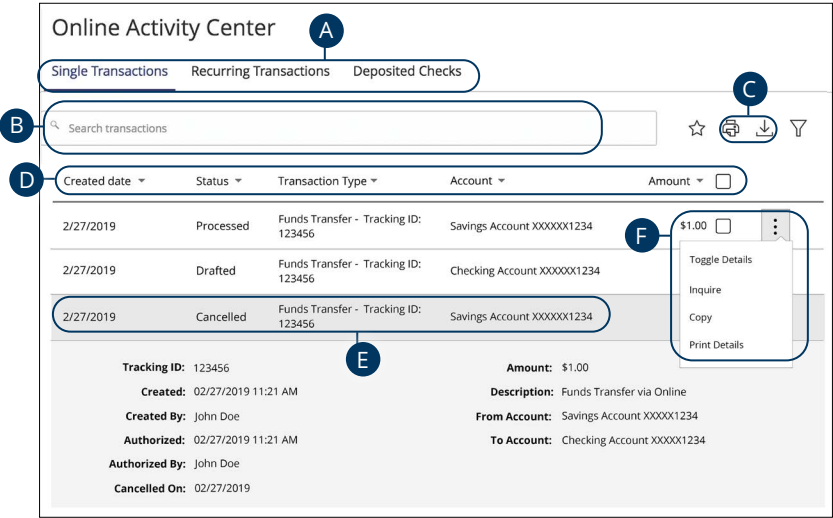 Online Activity Center
A
Single Transactions Recurring Transactions Deposited Checks
C
B
Search transactions
D
Created date Status Transaction Type Account Amount
2/27/2019 Processed Funds Transfer - Tracking ID: Savings Account XXXXXX1234 $1.00
123456
F
Toggle Details
2/27/2019 Drafted Funds Transfer - Tracking ID: Checking Account XXXXXX1234
123456
Inquire
2/27/2019 Cancelled Funds Transfer - Tracking ID: Savings Account XXXXXX1234
123456
Copy
Print Details
E
Tracking ID: 123456 Amount: $1.00
Created: 02/27/2019 11:21 AM Description: Funds Transfer via Online
Created By: John Doe From Account: Savings Account XXXXX1234
Authorized: 02/27/2019 11:21 AM To Account: Checking Account XXXXX1234
Authorized By: John Doe
Cancelled On: 02/27/2019